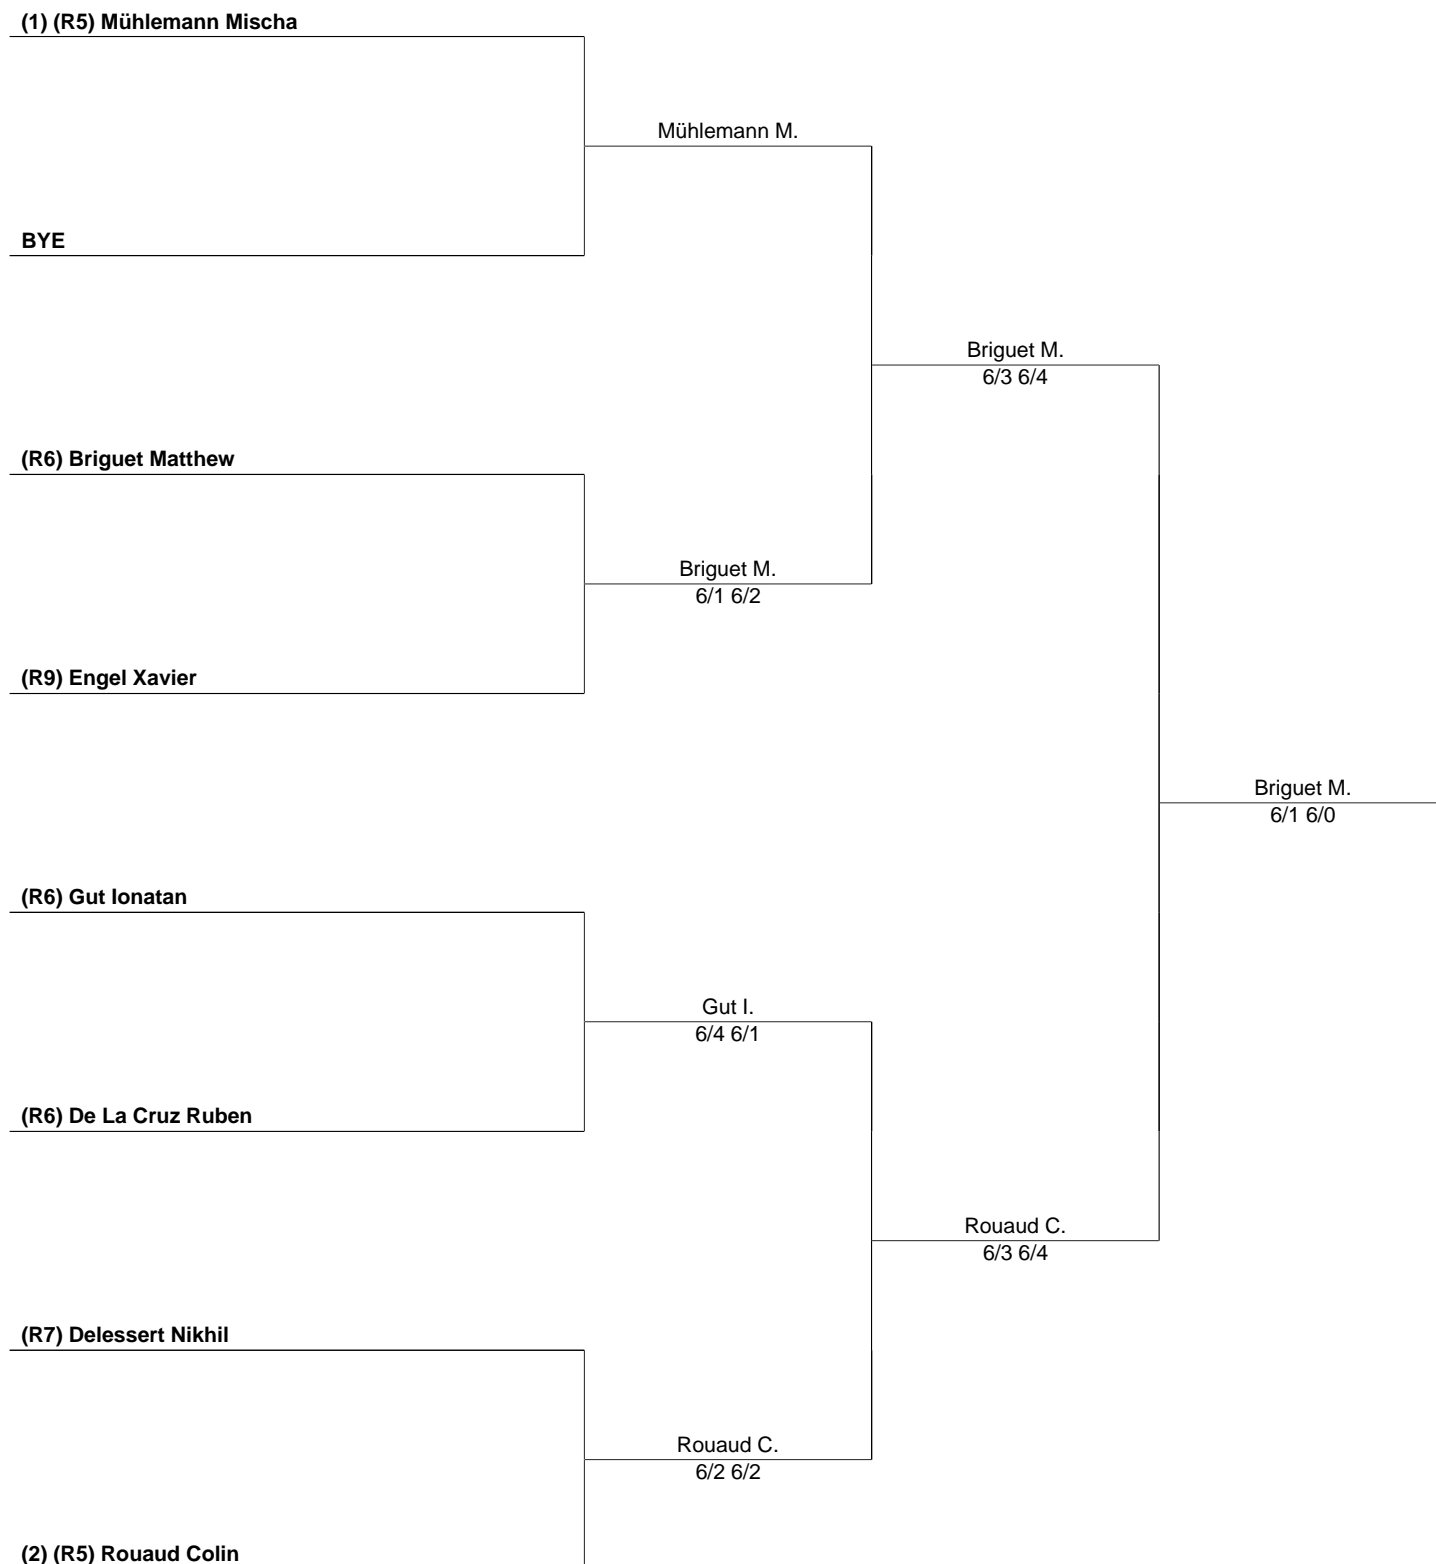 (1) (R5) Mühlemann Mischa
Mühlemann M.
BYE
Briguet M.
6/3 6/4
(R6) Briguet Matthew
Briguet M.
6/1 6/2
(R9) Engel Xavier
Briguet M.
6/1 6/0
(R6) Gut Ionatan
Gut I.
6/4 6/1
(R6) De La Cruz Ruben
Rouaud C.
6/3 6/4
(R7) Delessert Nikhil
Rouaud C.
6/2 6/2
(2) (R5) Rouaud Colin